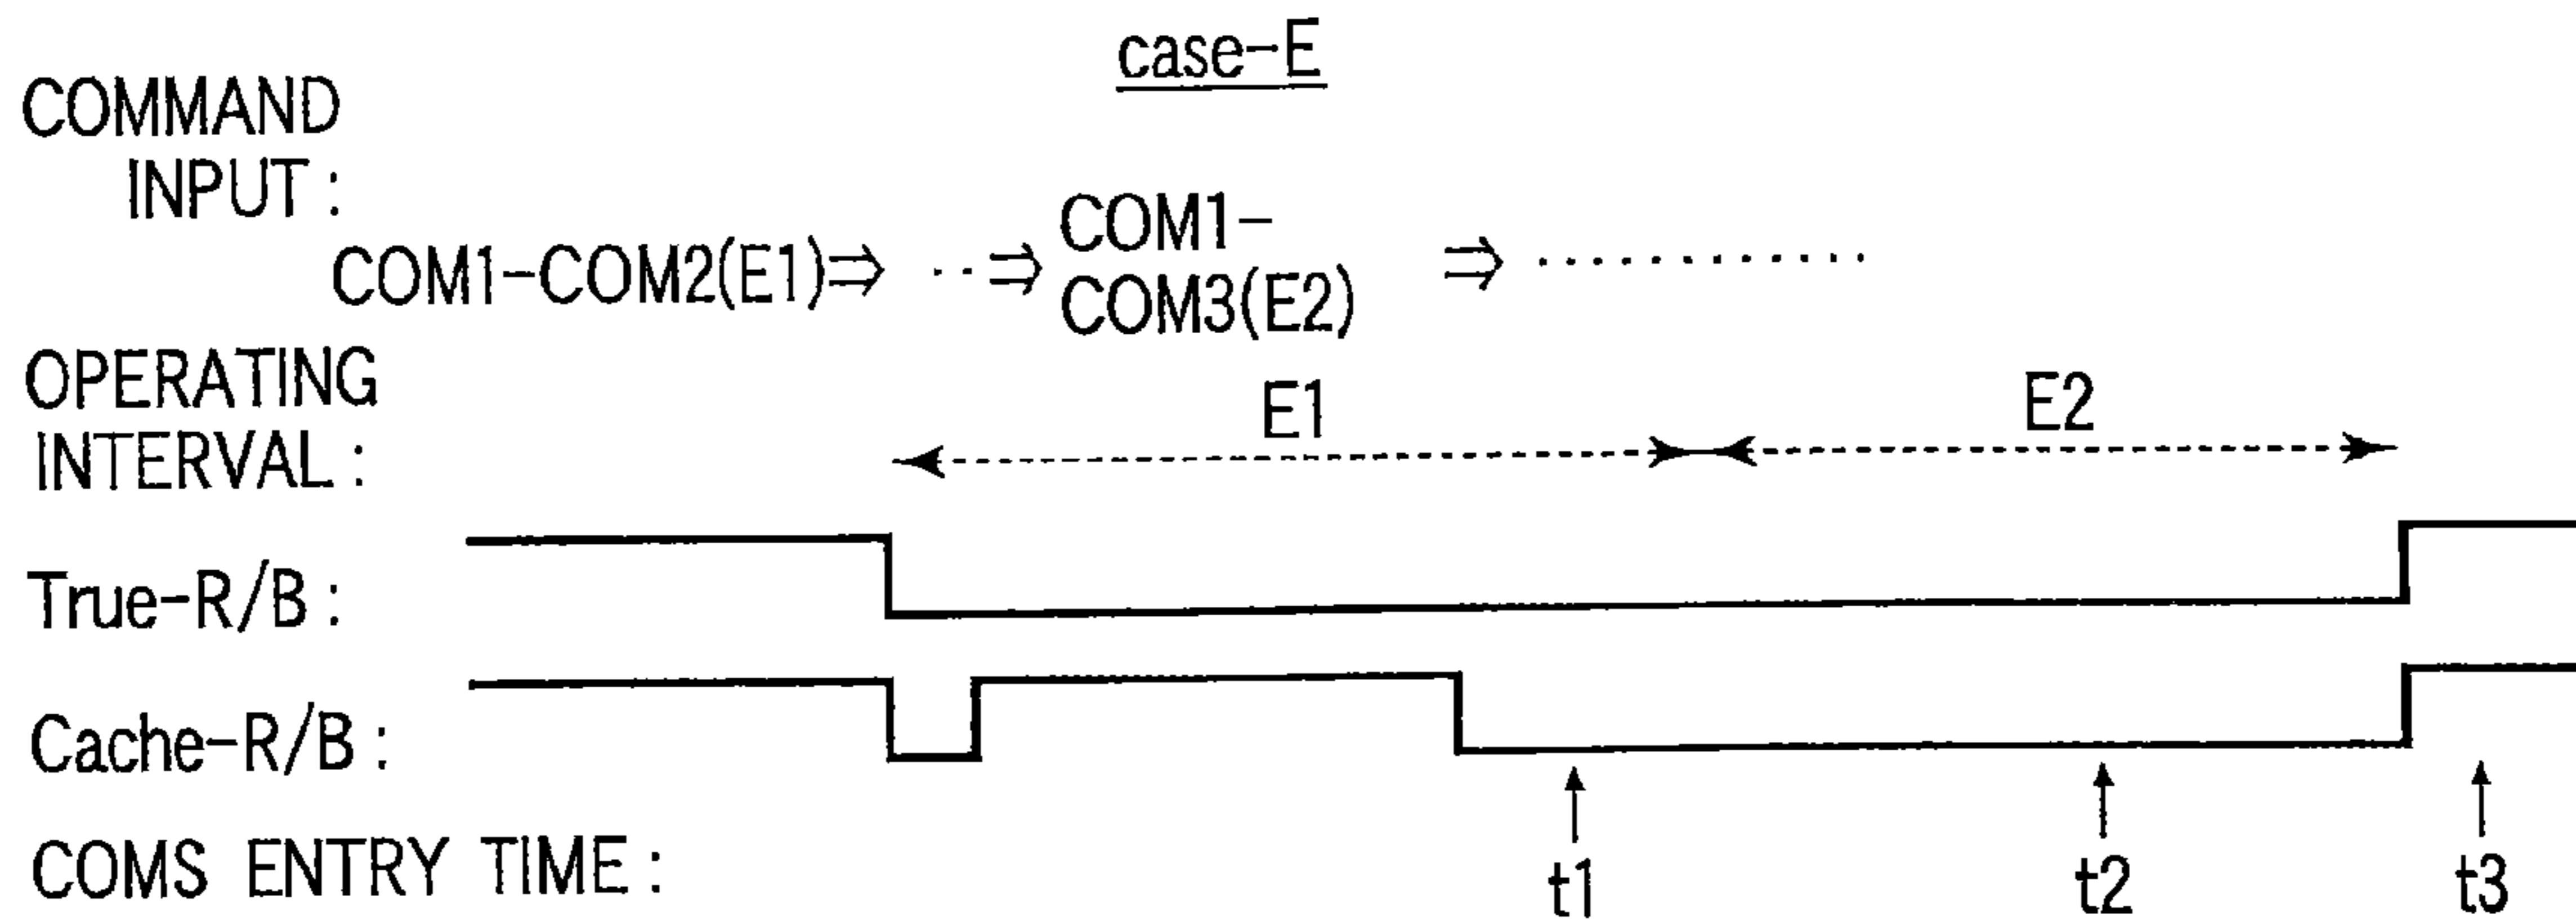 case-E
COMMAND
INPUT :
COM1-COM2(E1)⇒ ··⇒ COM1-
COM3(E2) ⇒ ············
OPERATING
INTERVAL :
E1
E2
True-R/B :
Cache-R/B :
COMS ENTRY TIME :
t1
t2
t3